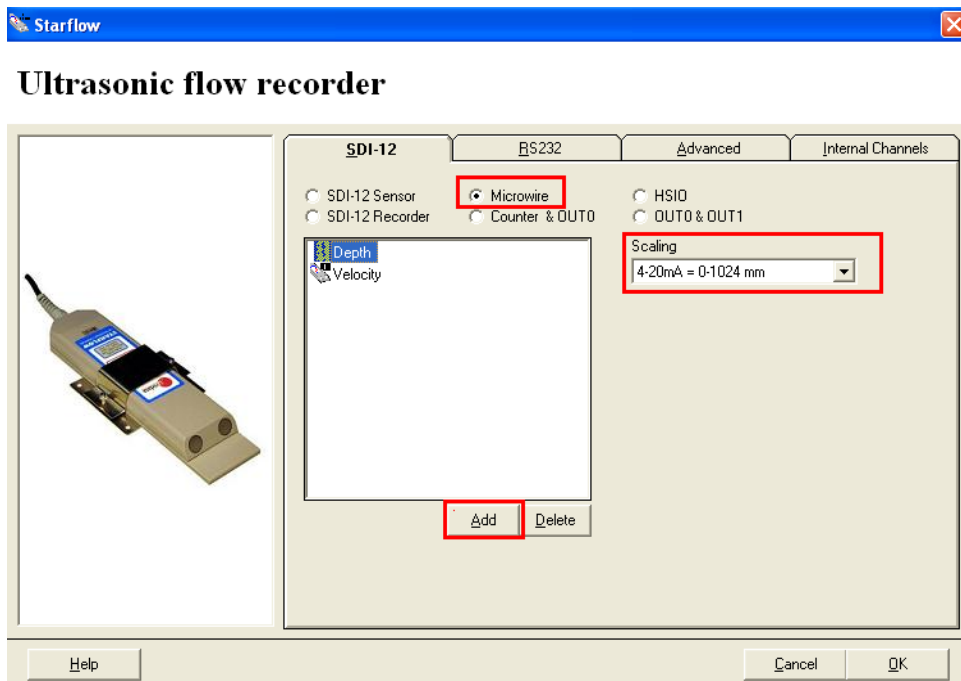 Starflow
Ultrasonic flow recorder
SDI-12
RS232
Advanced
Internal Channels
SDI-12 Sensor
Microwire
HSIO
SDI-12 Recorder
Counter & OUT0
OUT0 & OUT1
Depth
Velocity
Scaling
4-20mA = 0-1024 mm
Add
Delete
Help
Cancel
OK